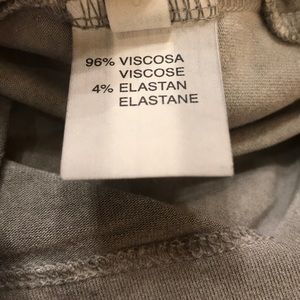 96% VISCOSA
VISCOSE
4% ELASTAN
ELASTANE